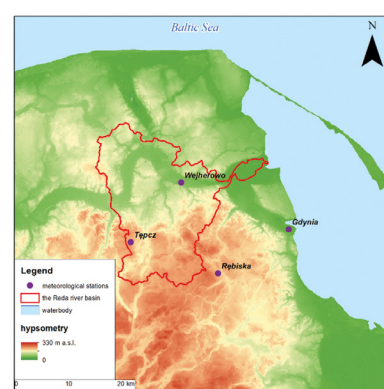 Baltic Sea
N
Wejherowo
Gdynia
Tępcz
Rębiska
Legend
meteorological stations
the Reda river basin
waterbody
hypsometry
330 m a.s.l.
0
0 10 20 km